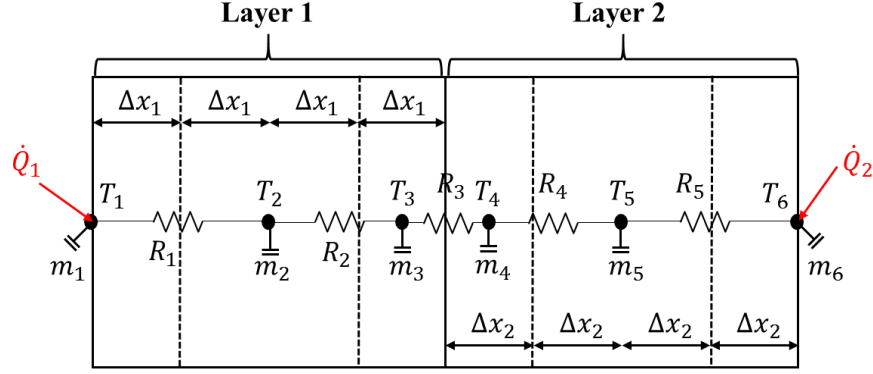 Layer 1 Layer 2
Δx₁ Δx₁ Δx₁ Δx₁
Q̇₁ Q̇₂
T₁ T₂ T₃ R₃ T₄ R₄ T₅ R₅ T₆
R₁ R₂
m₁ m₂ m₃ m₄ m₅ m₆
Δx₂ Δx₂ Δx₂ Δx₂